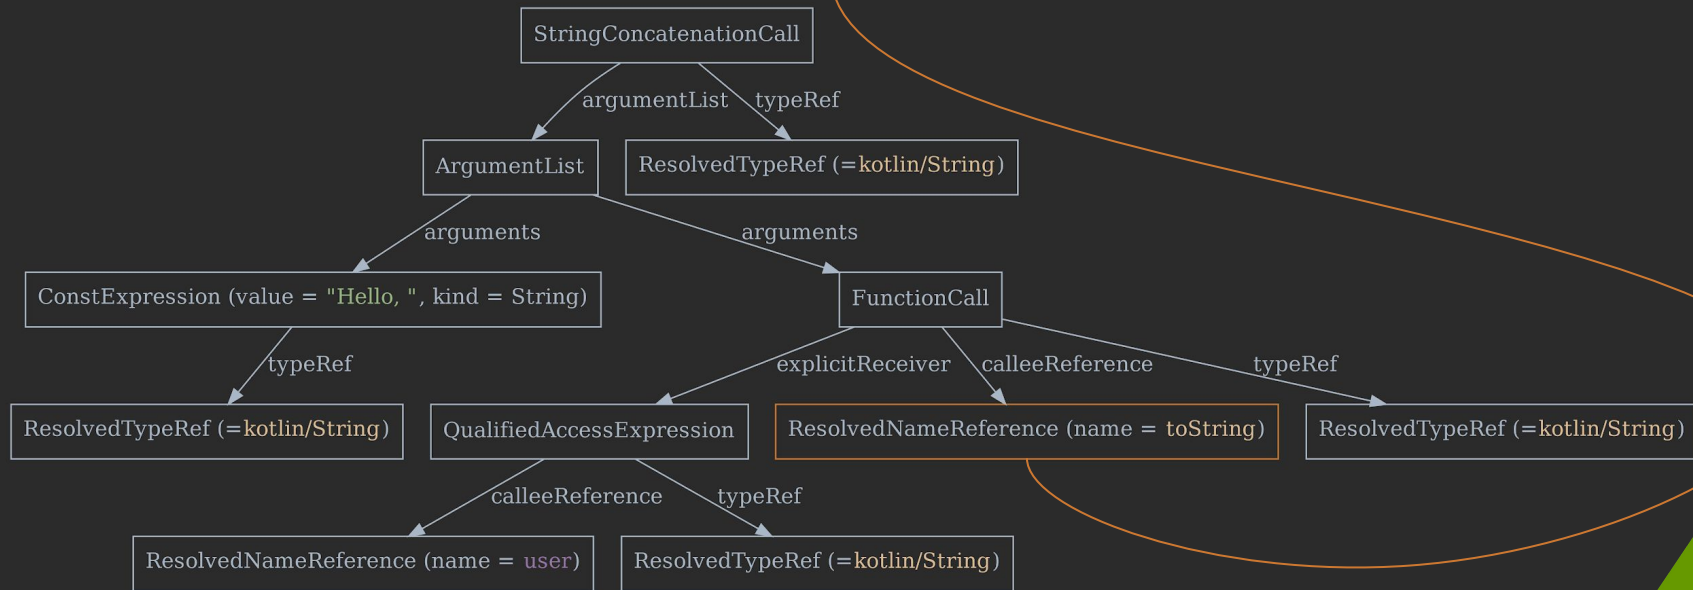 StringConcatenationCall
argumentList
typeRef
ArgumentList
ResolvedTypeRef (=kotlin/String)
arguments
arguments
ConstExpression (value = "Hello, ", kind = String)
FunctionCall
typeRef
explicitReceiver
calleeReference
typeRef
ResolvedTypeRef (=kotlin/String)
QualifiedAccessExpression
ResolvedNameReference (name = toString)
ResolvedTypeRef (=kotlin/String)
calleeReference
typeRef
ResolvedNameReference (name = user)
ResolvedTypeRef (=kotlin/String)